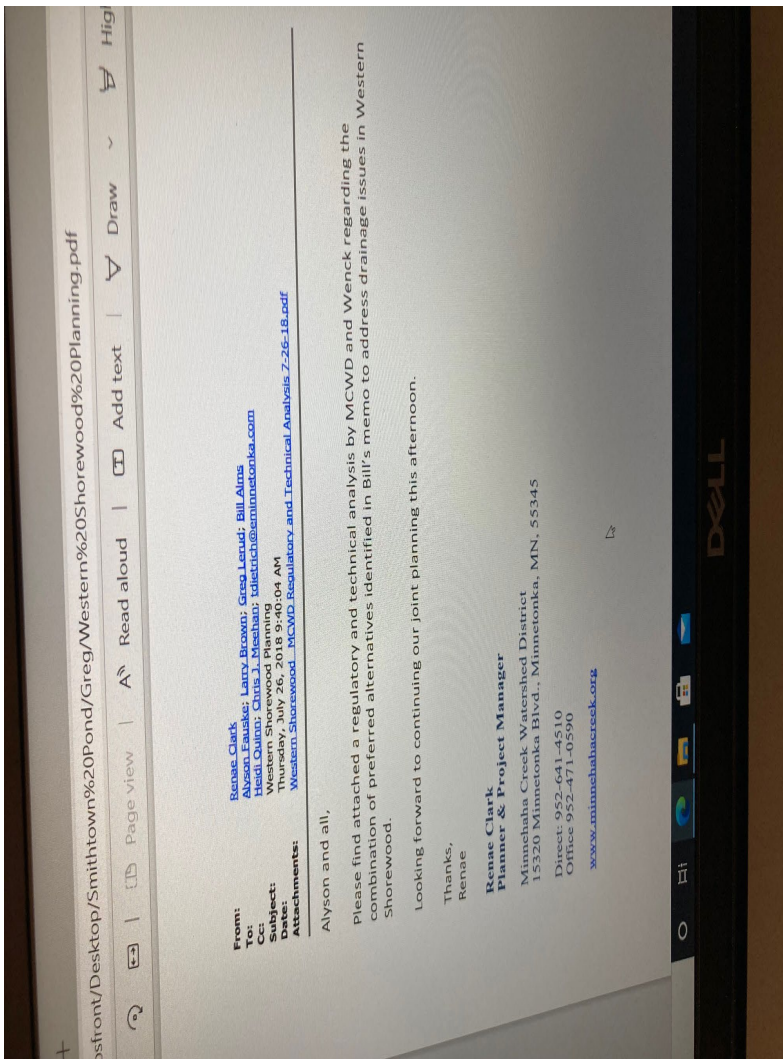 osfront/Desktop/Smithtown%20Pond/Greg/Western%20Shorewood%20Planning.pdf
Page view | A Read aloud | T Add text | Draw High
From: Renae Clark
To: Alyson Fauske; Larry Brown; Greg Lerud; Bill Alms
Cc: Heidi Quinn; Chris J. Meehan; tdietrich@eminnetonka.com
Subject: Western Shorewood Planning
Date: Thursday, July 26, 2018 9:40:04 AM
Attachments: Western Shorewood_MCWD Regulatory and Technical Analysis 7-26-18.pdf
Alyson and all,
Please find attached a regulatory and technical analysis by MCWD and Wenck regarding the
combination of preferred alternatives identified in Bill's memo to address drainage issues in Western
Shorewood.
Looking forward to continuing our joint planning this afternoon.
Thanks,
Renae
Renae Clark
Planner & Project Manager
Minnehaha Creek Watershed District
15320 Minnetonka Blvd., Minnetonka, MN, 55345
Direct: 952-641-4510
Office 952-471-0590
www.minnehahacreek.org
DELL